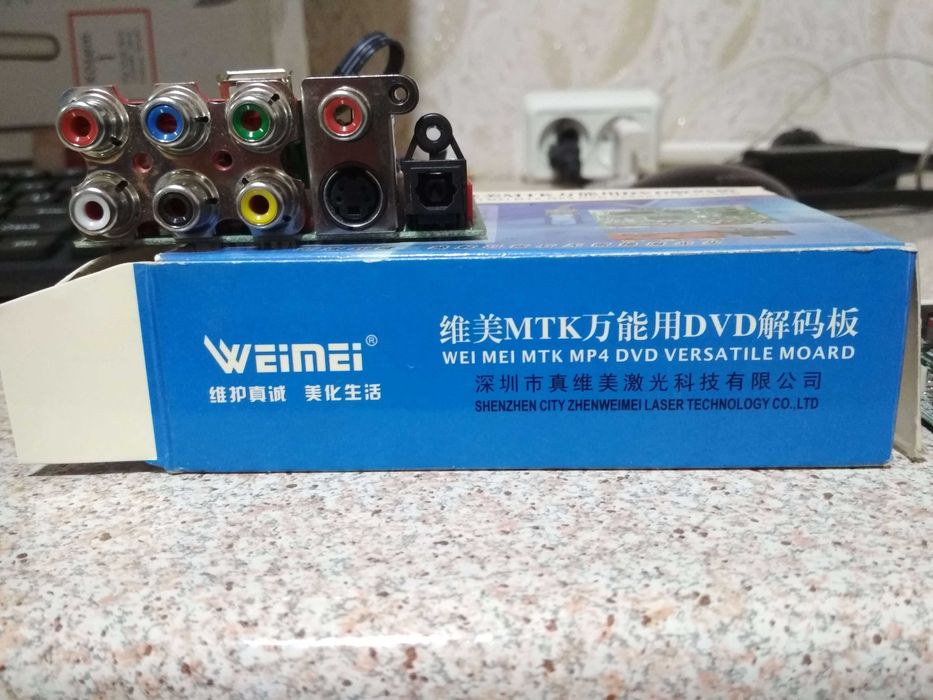 WEIMEI®
维护真诚 美化生活
维美MTK万能用DVD解码板
WEI MEI MTK MP4 DVD VERSATILE MOARD
深圳市真维美激光科技有限公司
SHENZHEN CITY ZHENWEIMEI LASER TECHNOLOGY CO.,LTD